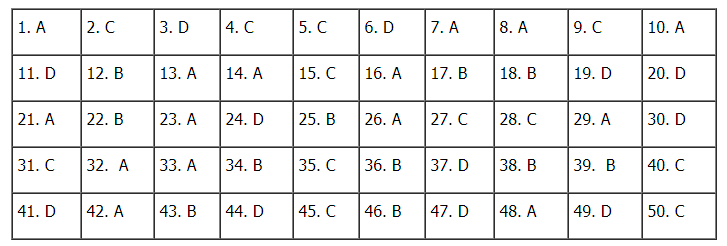 1. A 2. C 3. D 4. C 5. C 6. D 7. A 8. A 9. C 10. A
11. D 12. B 13. A 14. A 15. C 16. A 17. B 18. B 19. D 20. D
21. A 22. B 23. A 24. D 25. B 26. A 27. C 28. C 29. A 30. D
31. C 32. A 33. A 34. B 35. C 36. B 37. D 38. B 39. B 40. C
41. D 42. A 43. B 44. D 45. C 46. B 47. D 48. A 49. D 50. C